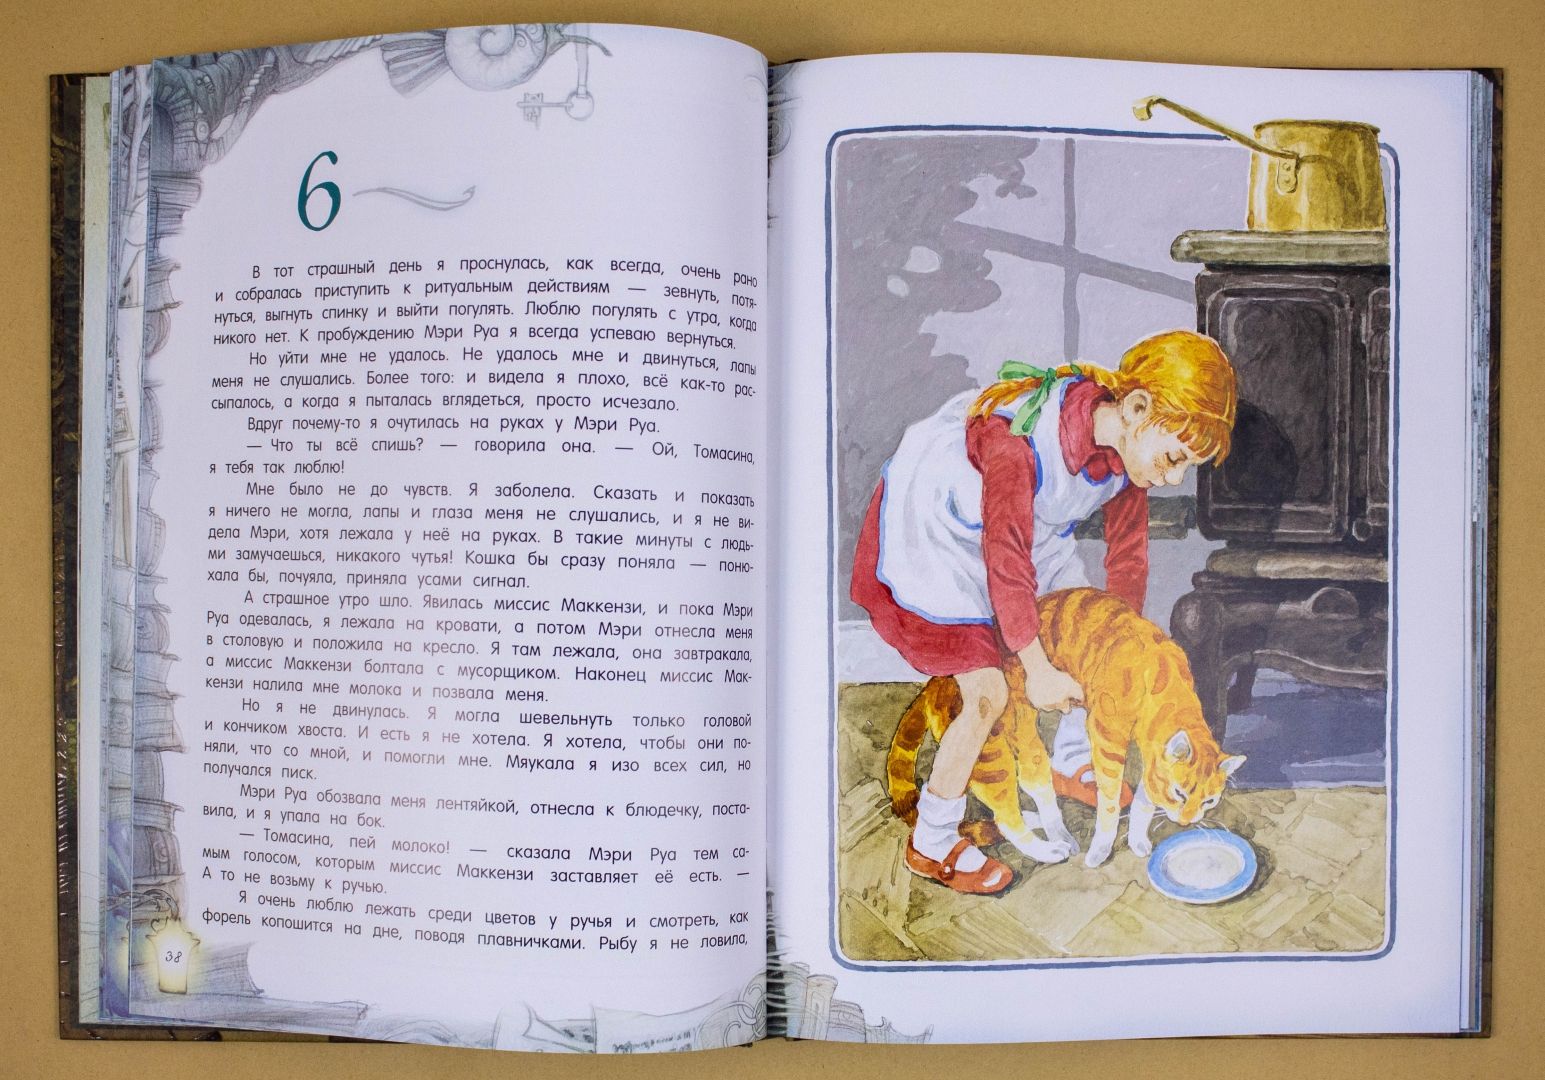 6
В тот страшный день я проснулась, как всегда, очень рано
и собралась приступить к ритуальным действиям — зевнуть, потя-
нуться, выгнуть спинку и выйти погулять. Люблю погулять с утра, когда
никого нет. К пробуждению Мэри Руа я всегда успеваю вернуться.
Но уйти мне не удалось. Не удалось мне и двинуться, лапы
меня не слушались. Более того: и видела я плохо, всё как-то рас-
сыпалось, а когда я пыталась вглядеться, просто исчезало.
Вдруг почему-то я очутилась на руках у Мэри Руа.
— Что ты всё спишь? — говорила она. — Ой, Томасина,
я тебя так люблю!
Мне было не до чувств. Я заболела. Сказать и показать
я ничего не могла, лапы и глаза меня не слушались, и я не ви-
дела Мэри, хотя лежала у неё на руках. В такие минуты с людь-
ми замучаешься, никакого чутья! Кошка бы сразу поняла — поню-
хала бы, почуяла, приняла усами сигнал.
А страшное утро шло. Явилась миссис Маккензи, и пока Мэри
Руа одевалась, я лежала на кровати, а потом Мэри отнесла меня
в столовую и положила на кресло. Я там лежала, она завтракала,
а миссис Маккензи болтала с мусорщиком. Наконец миссис Мак-
кензи налила мне молока и позвала меня.
Но я не двинулась. Я могла шевельнуть только головой
и кончиком хвоста. И есть я не хотела. Я хотела, чтобы они по-
няли, что со мной, и помогли мне. Мяукала я изо всех сил, но
получался писк.
Мэри Руа обозвала меня лентяйкой, отнесла к блюдечку, поста-
вила, и я упала на бок.
— Томасина, пей молоко! — сказала Мэри Руа тем са-
мым голосом, которым миссис Маккензи заставляет её есть. —
А то не возьму к ручью.
Я очень люблю лежать среди цветов у ручья и смотреть, как
форель копошится на дне, поводя плавничками. Рыбу я не ловила,
38